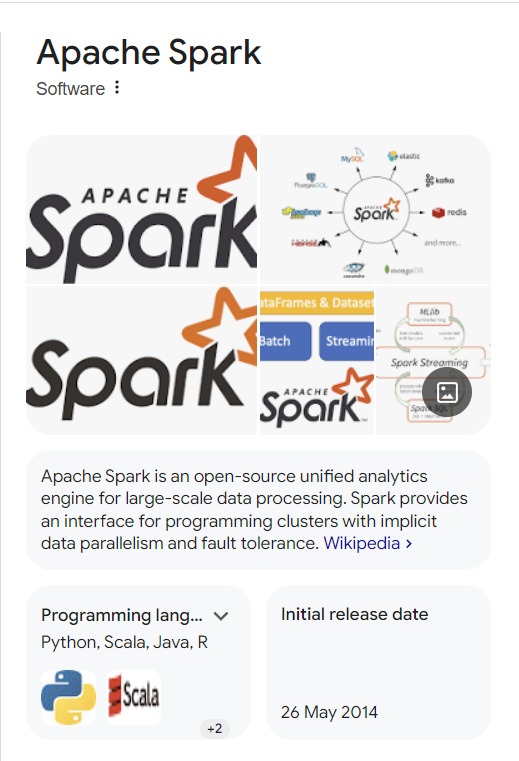 Apache Spark
Software
APACHE
Spark
MySQL
elastic
PostgreSQL
kafka
APACHE
Spark
redis
HBASE
and more...
cassandra
mongoDB
Spark
DataFrames & Dataset
Batch
Streamin
APACHE
Spark
MLlib
Spark Streaming
Spark SQL
Apache Spark is an open-source unified analytics
engine for large-scale data processing. Spark provides
an interface for programming clusters with implicit
data parallelism and fault tolerance. Wikipedia >
Programming lang...
Python, Scala, Java, R
Scala
+2
Initial release date
26 May 2014